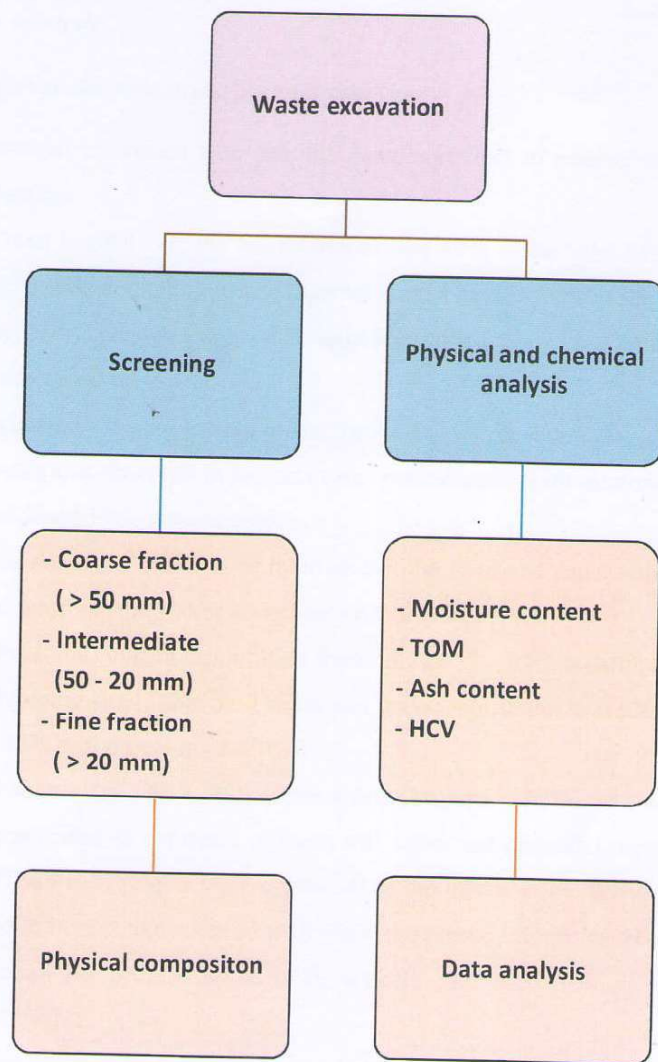 Waste excavation
Screening
Physical and chemical
analysis
- Coarse fraction
( > 50 mm)
- Intermediate
(50 - 20 mm)
- Fine fraction
( > 20 mm)
- Moisture content
- TOM
- Ash content
- HCV
Physical compositon
Data analysis